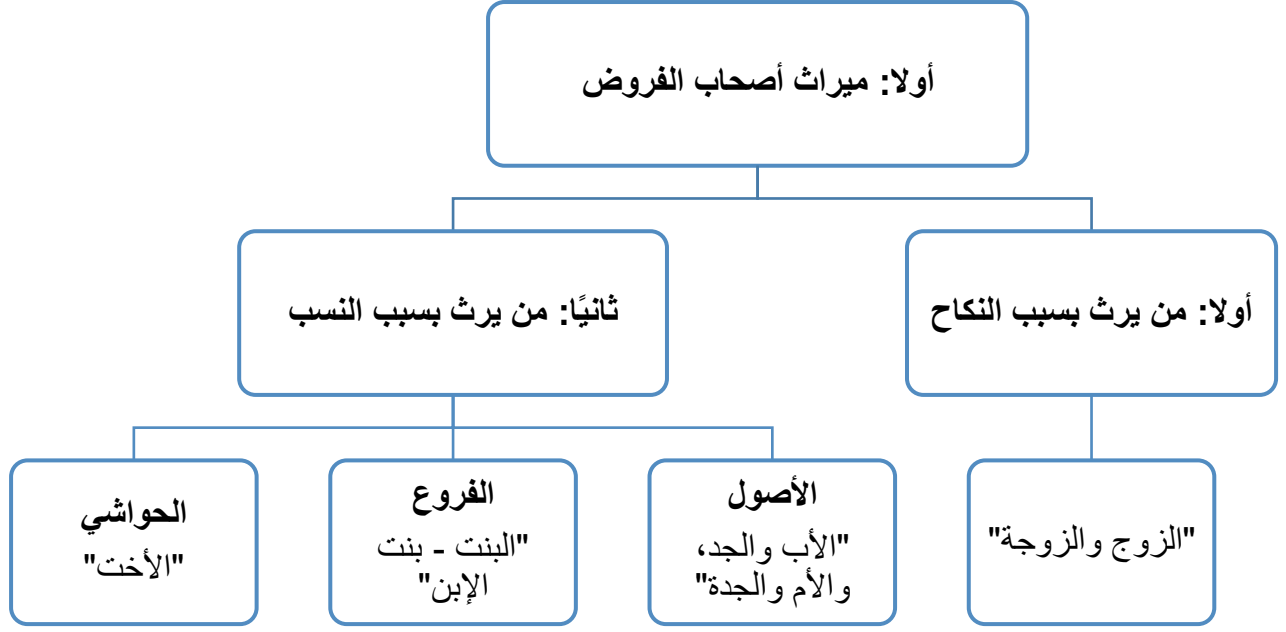 أولا: ميراث أصحاب الفروض
أولا: من يرث بسبب النكاح
ثانيًا: من يرث بسبب النسب
"الزوج والزوجة"
الأصول
"الأب والجد،
والأم والجدة"
الفروع
"البنت - بنت
الإبن"
الحواشي
"الأخت"